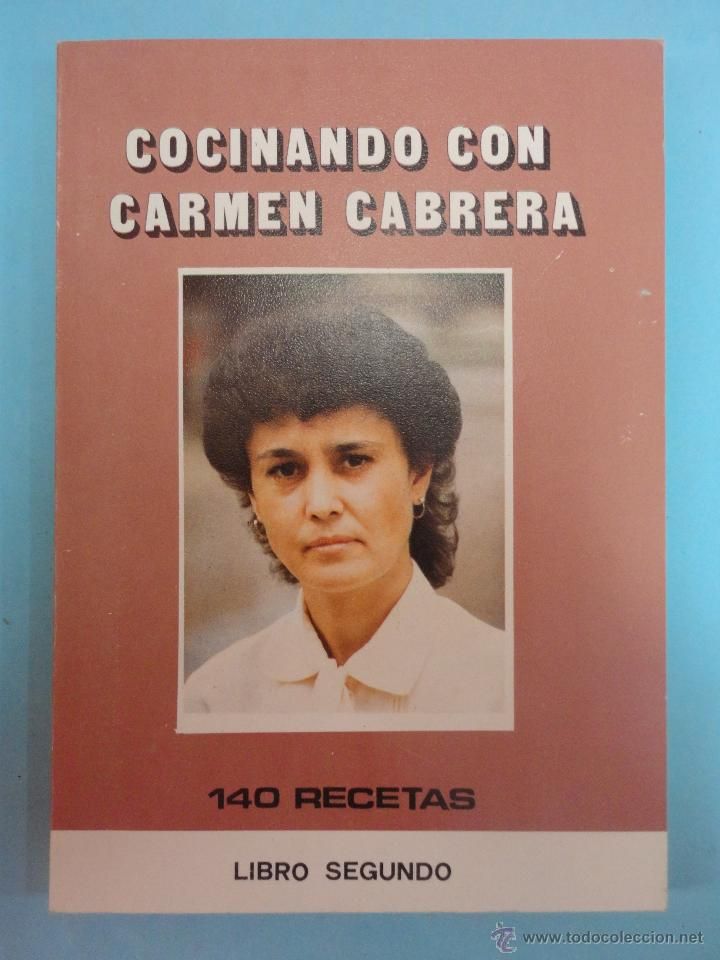 COCINANDO CON
CARMEN CABRERA
140 RECETAS
LIBRO SEGUNDO
© www.todocoleccion.net